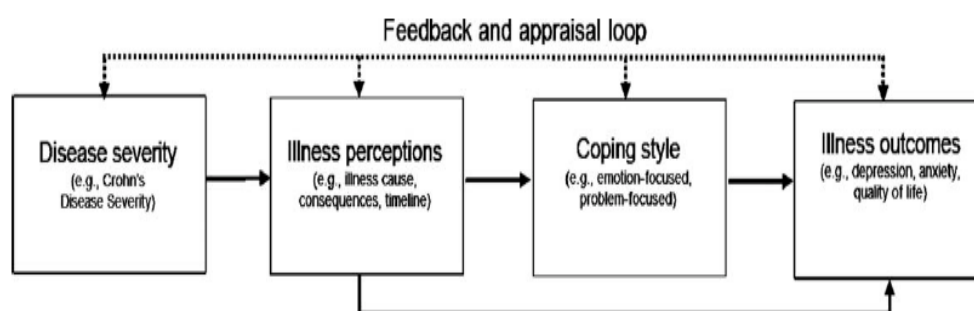 Feedback and appraisal loop
Disease severity
(e.g., Crohn's
Disease Severity)
Illness perceptions
(e.g., illness cause,
consequences, timeline)
Coping style
(e.g., emotion-focused,
problem-focused)
Illness outcomes
(e.g., depression, anxiety,
quality of life)